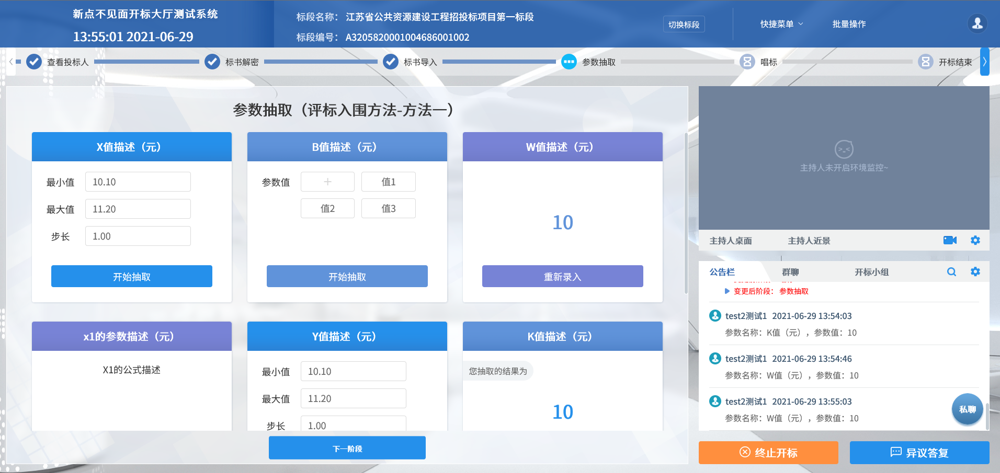 新点不见面开标大厅测试系统
13:55:01 2021-06-29
标段名称： 江苏省公共资源建设工程招投标项目第一标段
标段编号： A3205820001004686001002
切换标段
快捷菜单
批量操作
查看投标人
标书解密
标书导入
参数抽取
唱标
开标结束
参数抽取（评标入围方法-方法一）
X值描述（元）
最小值 10.10
最大值 11.20
步长 1.00
开始抽取
B值描述（元）
参数值 + 值1
值2 值3
开始抽取
W值描述（元）
10
重新录入
x1的参数描述（元）
X1的公式描述
Y值描述（元）
最小值 10.10
最大值 11.20
步长 1.00
K值描述（元）
您抽取的结果为
10
下一阶段
>_<
主持人未开启环境监控~
主持人桌面 主持人近景
公告栏 群聊 开标小组
变更后阶段： 参数抽取
test2测试1 2021-06-29 13:54:03
参数名称：K值（元），参数值：10
test2测试1 2021-06-29 13:54:46
参数名称：W值（元），参数值：10
test2测试1 2021-06-29 13:55:03
参数名称：W值（元），参数值：10
私聊
终止开标
异议答复